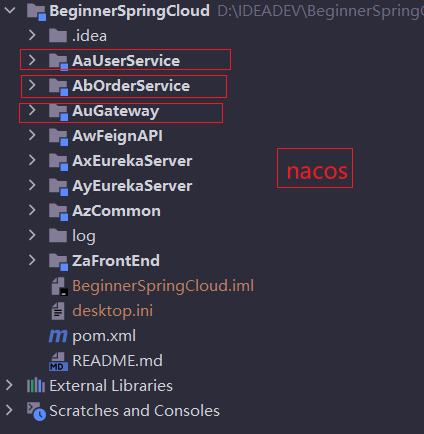 BeginnerSpringCloud D:\IDEADEV\BeginnerSpringC
.idea
AaUserService
AbOrderService
AuGateway
AwFeignAPI
AxEurekaServer
nacos
AyEurekaServer
AzCommon
log
ZaFrontEnd
BeginnerSpringCloud.iml
desktop.ini
m pom.xml
MD README.md
External Libraries
Scratches and Consoles